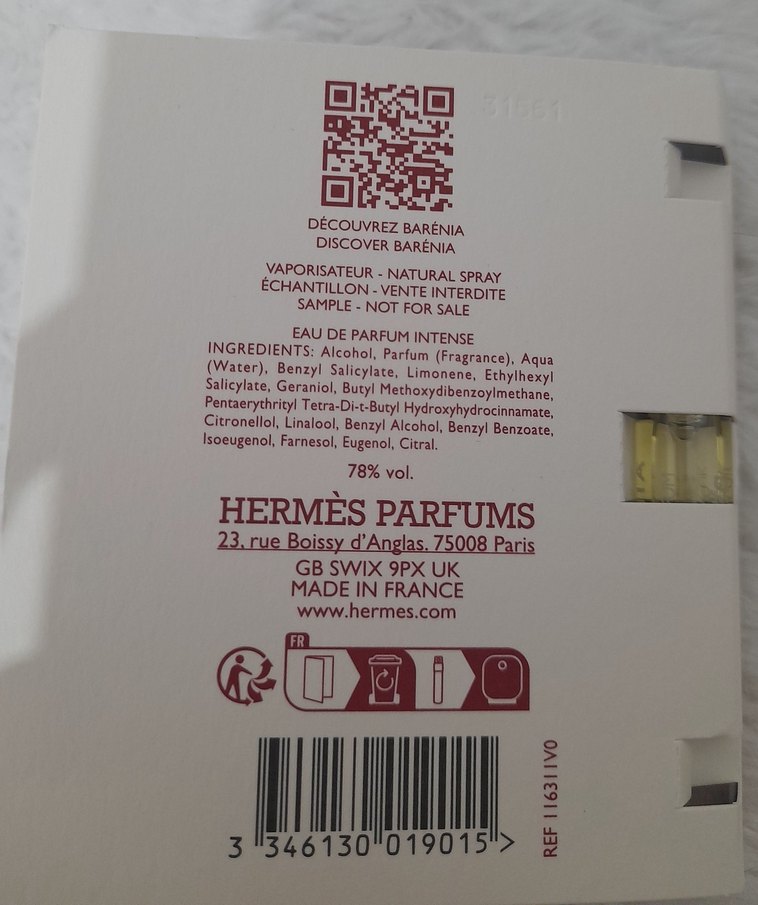 31561
DÉCOUVREZ BARÉNIA
DISCOVER BARÉNIA
VAPORISATEUR - NATURAL SPRAY
ÉCHANTILLON - VENTE INTERDITE
SAMPLE - NOT FOR SALE
EAU DE PARFUM INTENSE
INGREDIENTS: Alcohol, Parfum (Fragrance), Aqua
(Water), Benzyl Salicylate, Limonene, Ethylhexyl
Salicylate, Geraniol, Butyl Methoxydibenzoylmethane,
Pentaerythrityl Tetra-Di-t-Butyl Hydroxyhydrocinnamate,
Citronellol, Linalool, Benzyl Alcohol, Benzyl Benzoate,
Isoeugenol, Farnesol, Eugenol, Citral.
78% vol.
HERMÈS PARFUMS
23, rue Boissy d'Anglas. 75008 Paris
GB SWIX 9PX UK
MADE IN FRANCE
www.hermes.com
FR
3 346130 019015 >
REF 116311V0